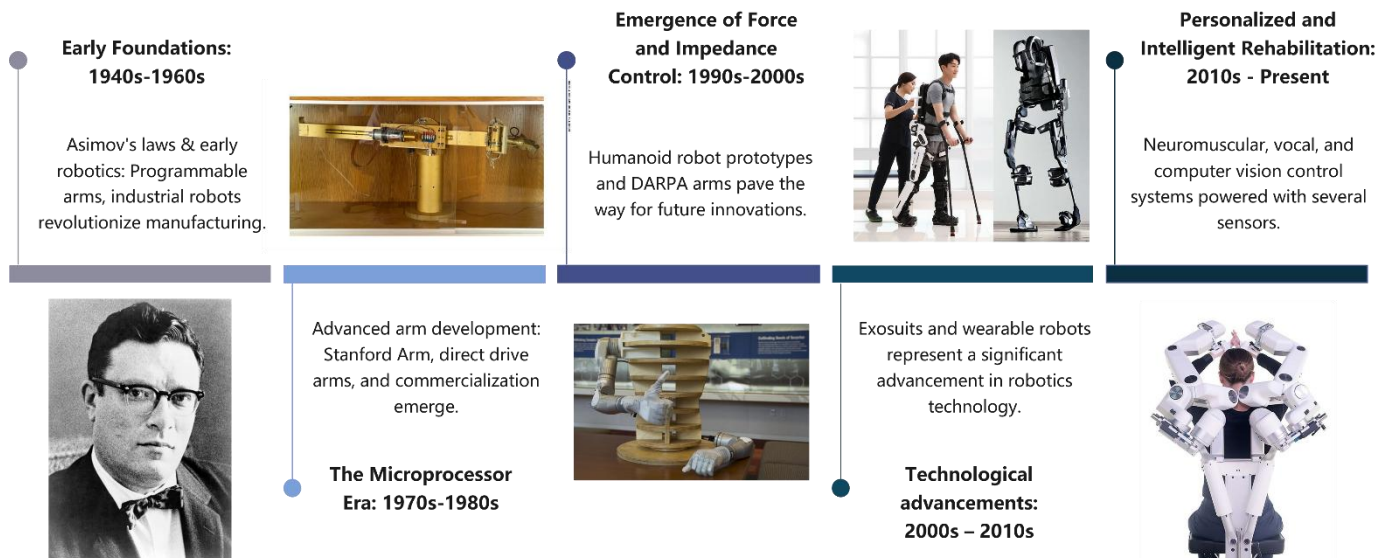 Early Foundations:
1940s-1960s
Asimov's laws & early
robotics: Programmable
arms, industrial robots
revolutionize manufacturing.
Advanced arm development:
Stanford Arm, direct drive
arms, and commercialization
emerge.
The Microprocessor
Era: 1970s-1980s
Emergence of Force
and Impedance
Control: 1990s-2000s
Humanoid robot prototypes
and DARPA arms pave the
way for future innovations.
Exosuits and wearable robots
represent a significant
advancement in robotics
technology.
Technological
advancements:
2000s – 2010s
Personalized and
Intelligent Rehabilitation:
2010s - Present
Neuromuscular, vocal, and
computer vision control
systems powered with several
sensors.